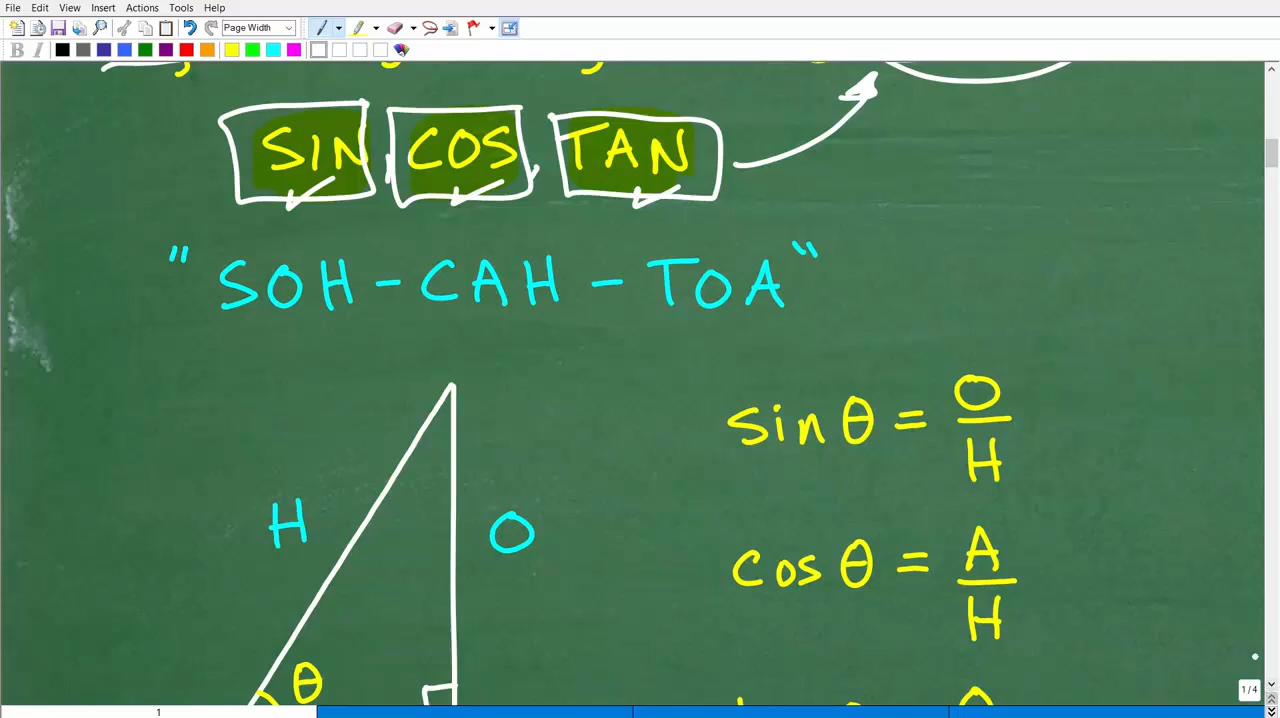 File Edit View Insert Actions Tools Help
Page Width
B I
SIN, COS, TAN
"SOH-CAH-TOA"
sin θ = O/H
H
O
cos θ = A/H
θ
1/4
1